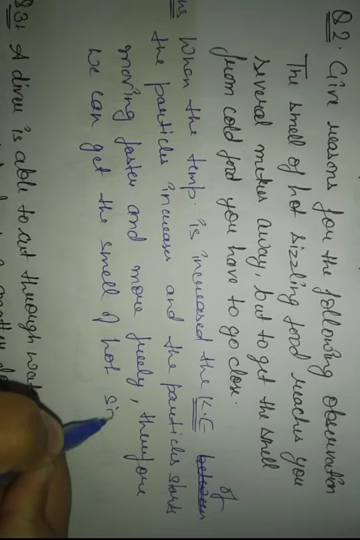 Q2. Give reasons for the following observation
The smell of hot sizzling food reaches you
several metres away, but to get the smell
from cold food you have to go close.
Ans When the temp is increased the K.E of
the particles increases and the particles starts
moving faster and more freely, therefore
we can get the smell of hot si
Q3. A diver is able to cut through